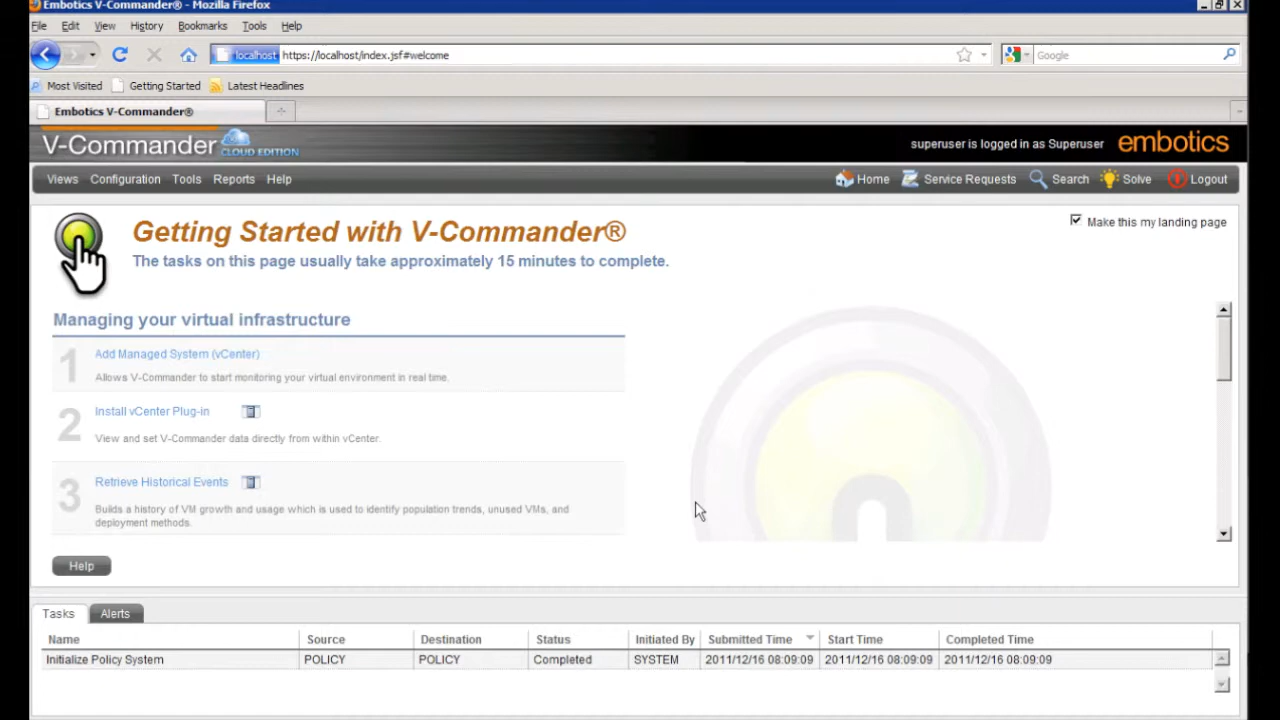 Embotics V-Commander® - Mozilla Firefox
File Edit View History Bookmarks Tools Help
localhost https://localhost/index.jsf#welcome Google
Most Visited Getting Started Latest Headlines
Embotics V-Commander®
V-Commander CLOUD EDITION superuser is logged in as Superuser embotics
Views Configuration Tools Reports Help Home Service Requests Search Solve Logout
Getting Started with V-Commander® Make this my landing page
The tasks on this page usually take approximately 15 minutes to complete.
Managing your virtual infrastructure
1 Add Managed System (vCenter)
Allows V-Commander to start monitoring your virtual environment in real time.
2 Install vCenter Plug-in
View and set V-Commander data directly from within vCenter.
3 Retrieve Historical Events
Builds a history of VM growth and usage which is used to identify population trends, unused VMs, and
deployment methods.
Help
Tasks Alerts
Name Source Destination Status Initiated By Submitted Time Start Time Completed Time
Initialize Policy System POLICY POLICY Completed SYSTEM 2011/12/16 08:09:09 2011/12/16 08:09:09 2011/12/16 08:09:09